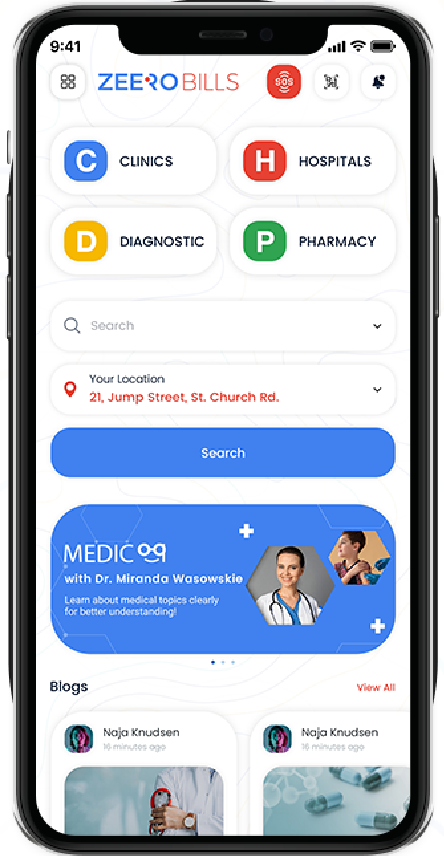 9:41
ZEERO BILLS
SOS
C CLINICS
H HOSPITALS
D DIAGNOSTIC
P PHARMACY
Search
Your Location
21, Jump Street, St. Church Rd.
Search
MEDIC
with Dr. Miranda Wasowskie
Learn about medical topics clearly
for better understanding!
Blogs
View All
Naja Knudsen
16 minutes ago
Naja Knudsen
16 minutes ago